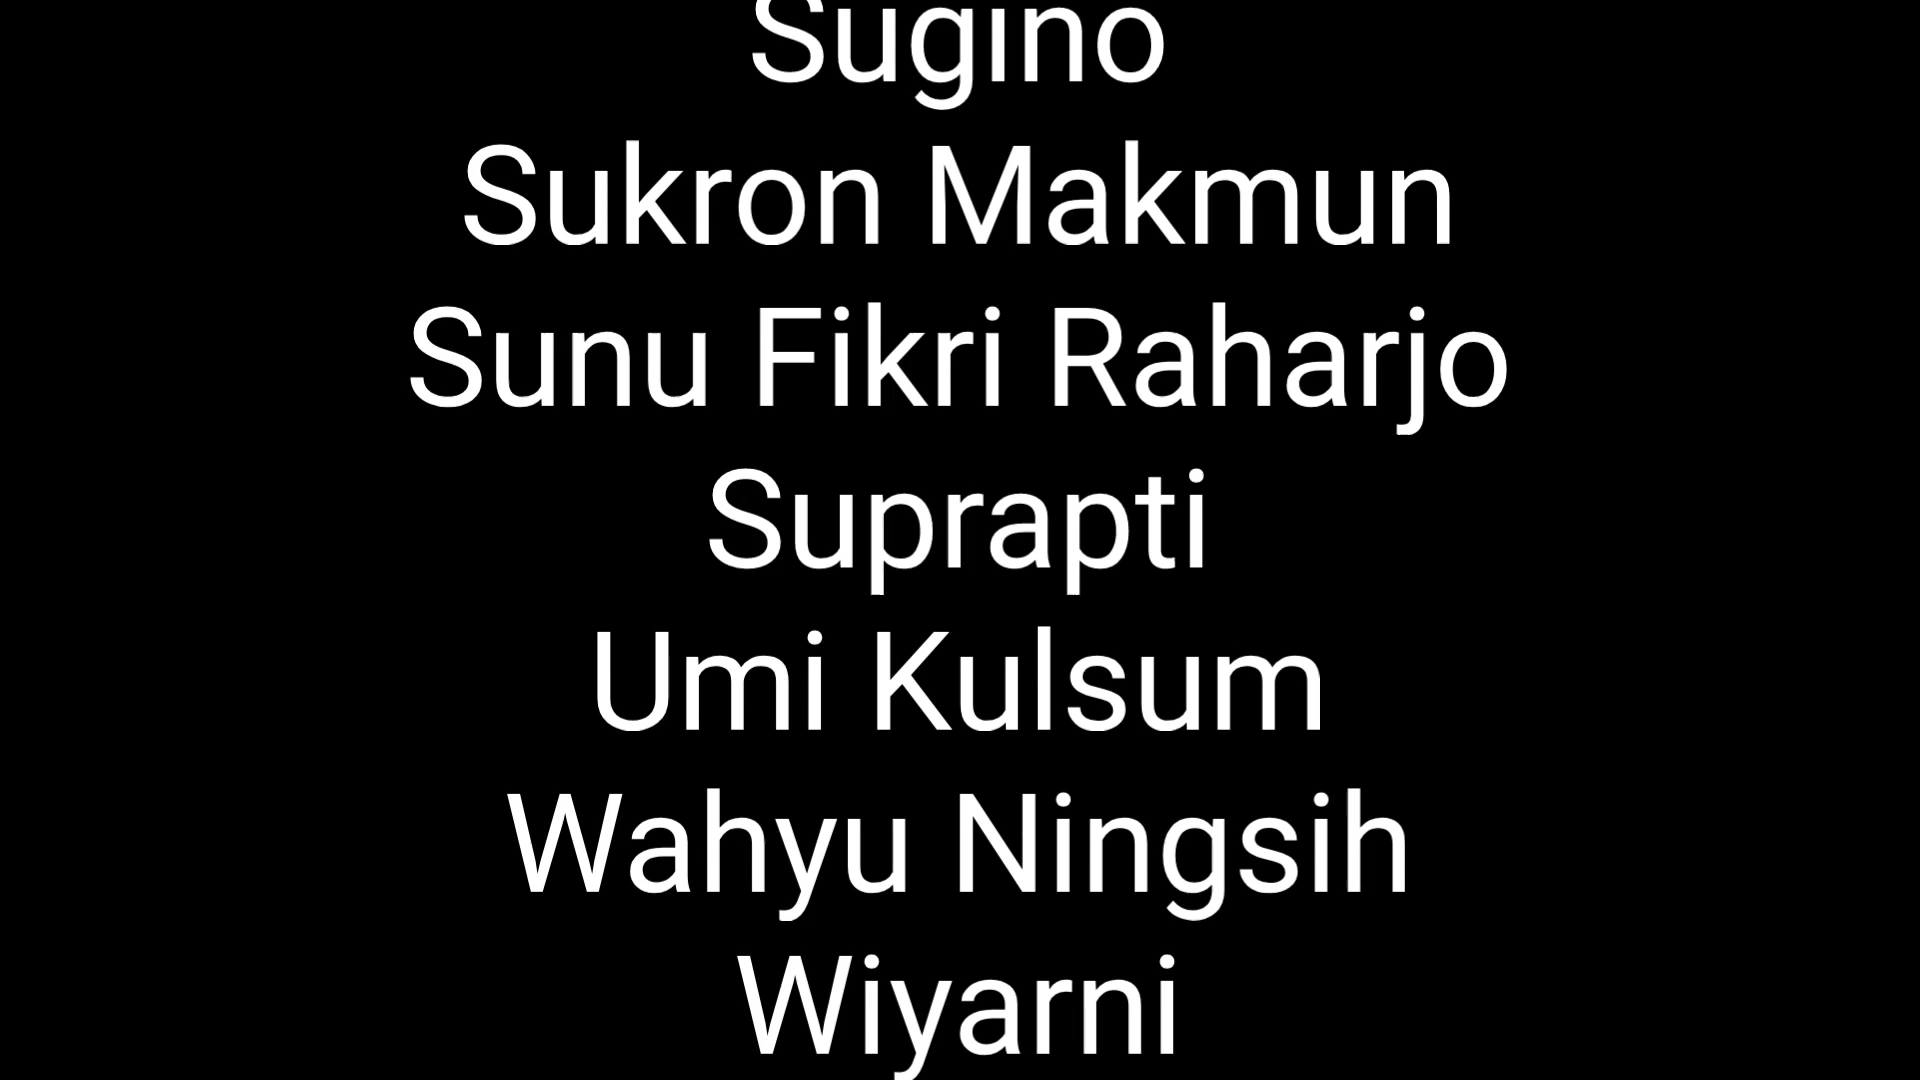 Sugino
Sukron Makmun
Sunu Fikri Raharjo
Suprapti
Umi Kulsum
Wahyu Ningsih
Wiyarni